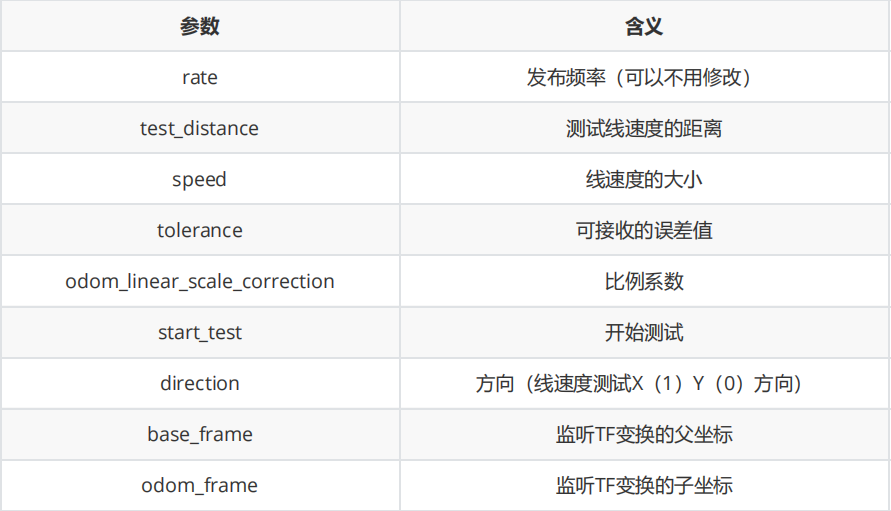 参数 含义
rate 发布频率（可以不用修改）
test_distance 测试线速度的距离
speed 线速度的大小
tolerance 可接收的误差值
odom_linear_scale_correction 比例系数
start_test 开始测试
direction 方向（线速度测试X（1）Y（0）方向）
base_frame 监听TF变换的父坐标
odom_frame 监听TF变换的子坐标